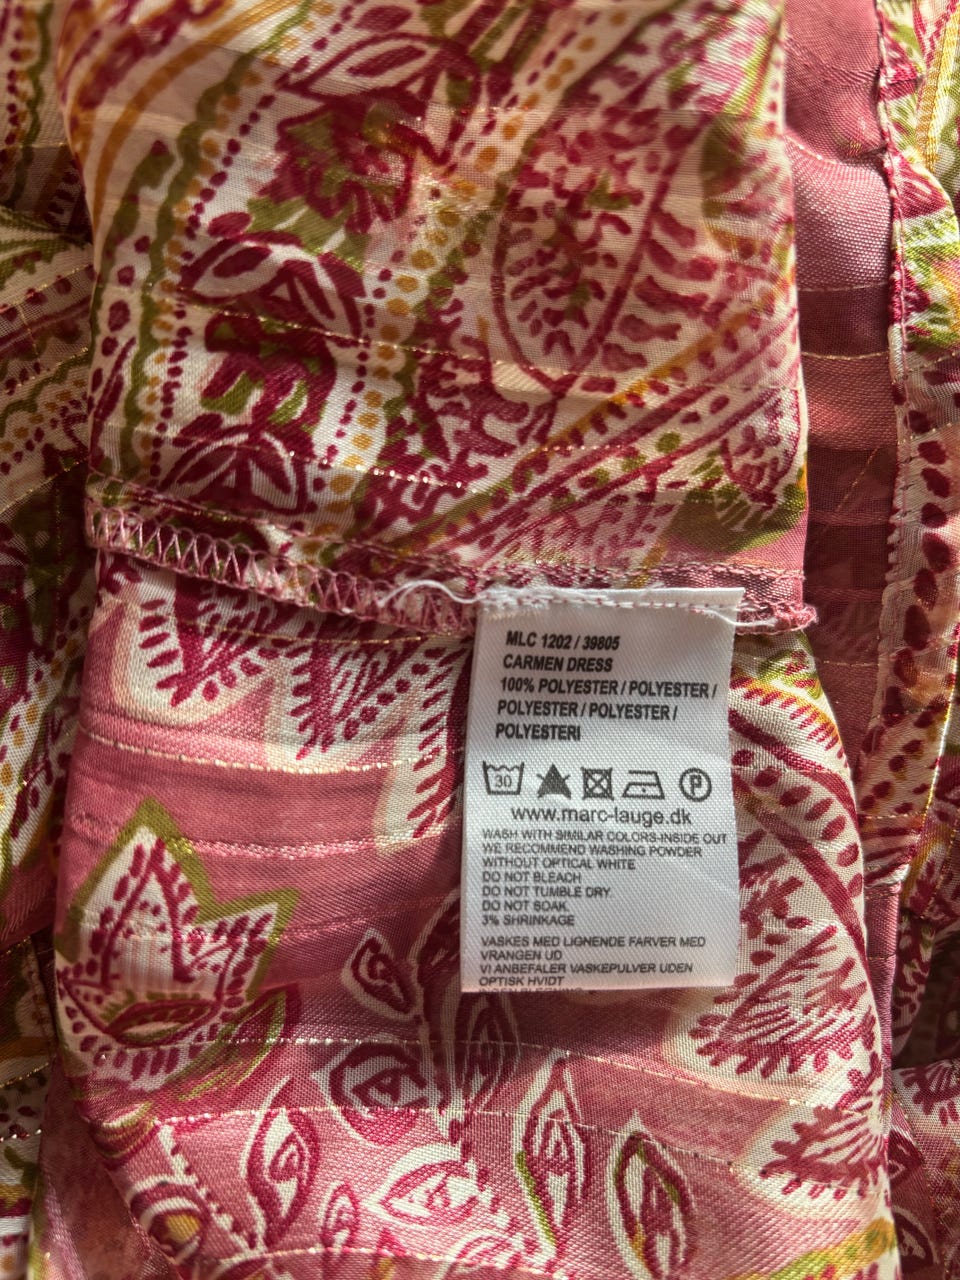 MLC 1202 / 39805
CARMEN DRESS
100% POLYESTER / POLYESTER /
POLYESTER / POLYESTER /
POLYESTERI
30 P
www.marc-lauge.dk
WASH WITH SIMILAR COLORS-INSIDE OUT
WE RECOMMEND WASHING POWDER
WITHOUT OPTICAL WHITE
DO NOT BLEACH
DO NOT TUMBLE DRY.
DO NOT SOAK.
3% SHRINKAGE
VASKES MED LIGNENDE FARVER MED
VRANGEN UD
VI ANBEFALER VASKEPULVER UDEN
OPTISK HVIDT